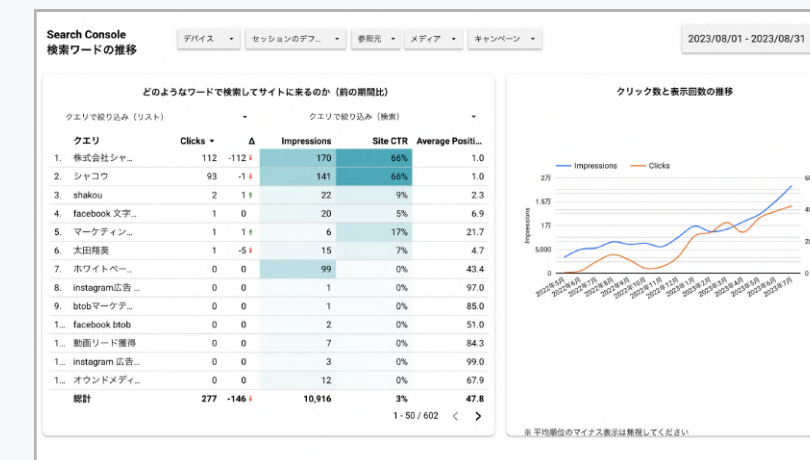 Search Console
検索ワードの推移
デバイス
セッションのデフ...
参照元
メディア
キャンペーン
2023/08/01 - 2023/08/31
どのようなワードで検索してサイトに来るのか（前の期間比）
クエリで絞り込み（リスト）
クエリで絞り込み（検索）
クエリ Clicks Δ Impressions Site CTR Average Positi...
1. 株式会社シャ... 112 -112 170 66% 1.0
2. シャコウ 93 -1 141 66% 1.0
3. shakou 2 1 22 9% 2.3
4. facebook 文字... 1 0 20 5% 6.9
5. マーケティン... 1 1 6 17% 21.7
6. 太田翔英 1 -5 15 7% 4.7
7. ホワイトペー... 0 0 99 0% 43.4
8. instagram広告 ... 0 0 1 0% 97.0
9. btobマーケテ... 0 0 1 0% 85.0
1... facebook btob 0 0 2 0% 51.0
1... 動画リード獲得 0 0 7 0% 84.3
1... instagram 広告... 0 0 3 0% 99.0
1... オウンドメディ... 0 0 12 0% 67.9
総計 277 -146 10,916 3% 47.8
1 - 50 / 602
クリック数と表示回数の推移
Impressions Clicks
Impressions
2万
1.5万
1万
5,000
0
0
2022年5月 2022年6月 2022年7月 2022年8月 2022年9月 2022年10月 2022年11月 2022年12月 2023年1月 2023年2月 2023年3月 2023年4月 2023年5月 2023年6月 2023年7月
※ 平均順位のマイナス表示は無視してください